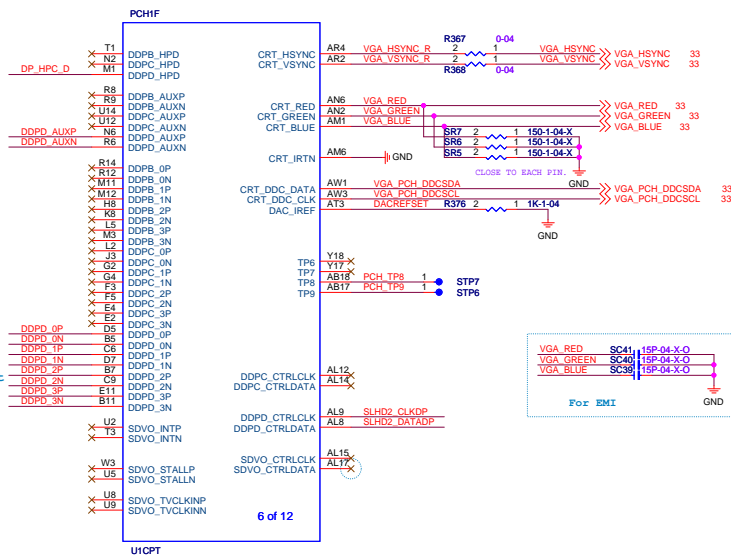 PCH1F
T1 DDPB_HPD
N2 DDPC_HPD
DP_HPC_D M1 DDPD_HPD
R8 DDPB_AUXP
R9 DDPB_AUXN
U14 DDPC_AUXP
U12 DDPC_AUXN
DDPD_AUXP N6 DDPD_AUXP
DDPD_AUXN R6 DDPD_AUXN
R14 DDPB_0P
R12 DDPB_0N
M11 DDPB_1P
M12 DDPB_1N
H8 DDPB_2P
K8 DDPB_2N
L5 DDPB_3P
M3 DDPB_3N
L2 DDPC_0P
J3 DDPC_0N
G2 DDPC_1P
G4 DDPC_1N
F3 DDPC_2P
F5 DDPC_2N
E4 DDPC_3P
E2 DDPC_3N
DDPD_0P D5 DDPD_0P
DDPD_0N B5 DDPD_0N
DDPD_1P C6 DDPD_1P
DDPD_1N D7 DDPD_1N
DDPD_2P B7 DDPD_2P
DDPD_2N C9 DDPD_2N
DDPD_3P E11 DDPD_3P
DDPD_3N B11 DDPD_3N
U2 SDVO_INTP
T3 SDVO_INTN
W3 SDVO_STALLP
U5 SDVO_STALLN
U8 SDVO_TVCLKINP
U9 SDVO_TVCLKINN
6 of 12
U1CPT
R367 0-04
CRT_HSYNC AR4 VGA_HSYNC_R 2 1 VGA_HSYNC VGA_HSYNC 33
CRT_VSYNC AR2 VGA_VSYNC_R 2 1 VGA_VSYNC VGA_VSYNC 33
R368 0-04
CRT_RED AN6 VGA_RED VGA_RED 33
CRT_GREEN AN2 VGA_GREEN VGA_GREEN 33
CRT_BLUE AM1 VGA_BLUE VGA_BLUE 33
SR7 2 1 150-1-04-X
SR6 2 1 150-1-04-X
SR5 2 1 150-1-04-X
CRT_IRTN AM6 GND
CLOSE TO EACH PIN.
GND
CRT_DDC_DATA AW1 VGA_PCH_DDCSDA VGA_PCH_DDCSDA 33
CRT_DDC_CLK AW3 VGA_PCH_DDCSCL VGA_PCH_DDCSCL 33
DAC_IREF AT3 DACREFSET R376 2 1 1K-1-04
GND
TP6 Y18
TP7 Y17
TP8 AB18 PCH_TP8 1 STP7
TP9 AB17 PCH_TP9 1 STP6
DDPC_CTRLCLK AL12
DDPC_CTRLDATA AL14
DDPD_CTRLCLK AL9 SLHD2_CLKDP
DDPD_CTRLDATA AL8 SLHD2_DATADP
SDVO_CTRLCLK AL15
SDVO_CTRLDATA AL17
VGA_RED SC41 15P-04-X-O
VGA_GREEN SC40 15P-04-X-O
VGA_BLUE SC39 15P-04-X-O
GND
For EMI